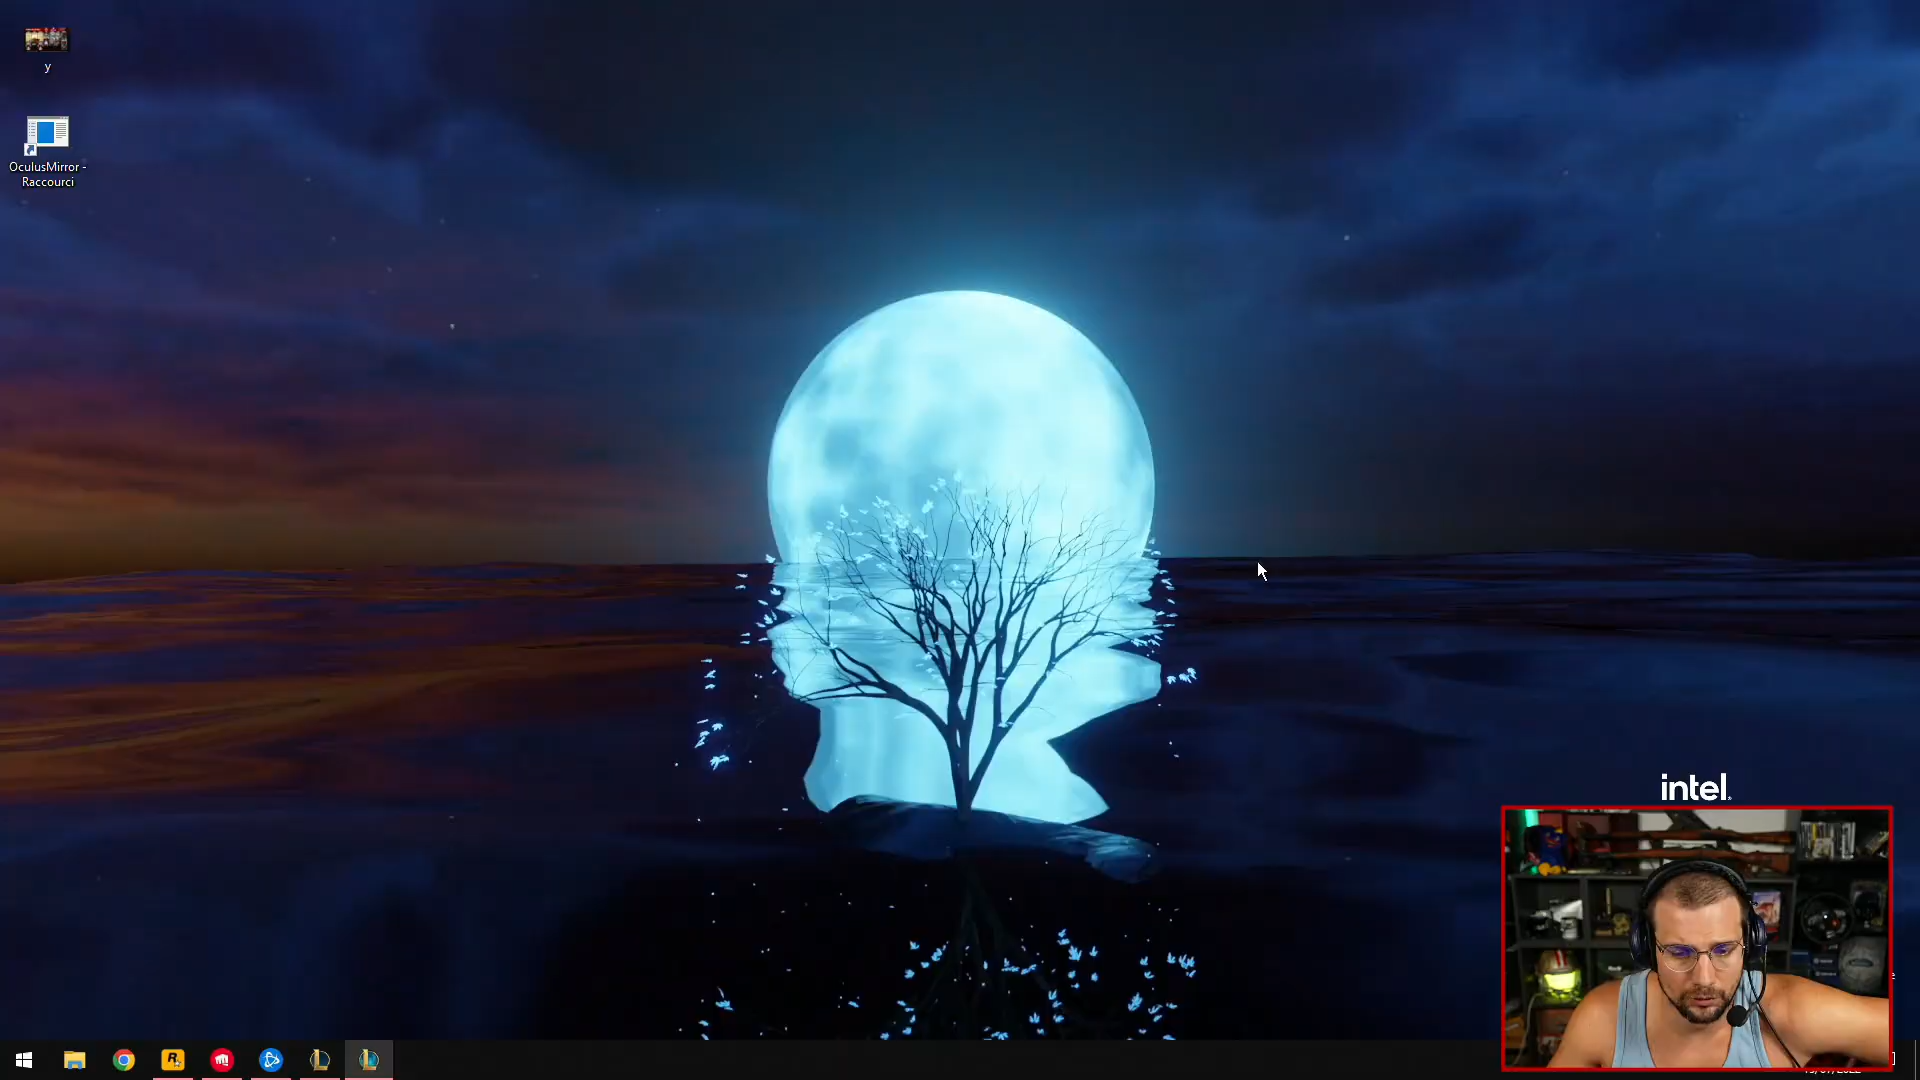 y
OculusMirror -
Raccourci
intel.